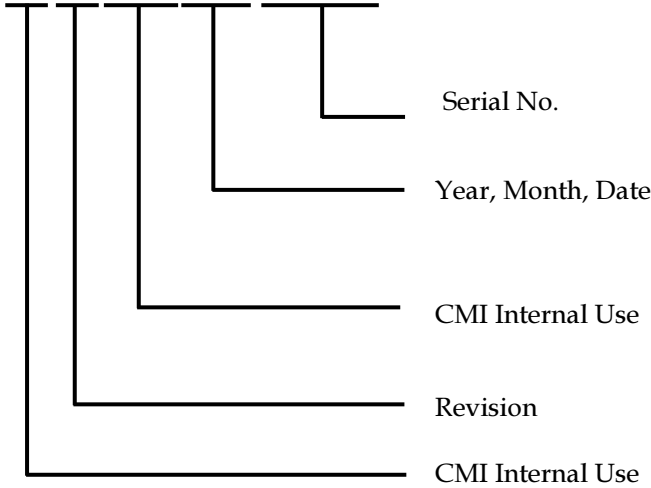 Serial No.
Year, Month, Date
CMI Internal Use
Revision
CMI Internal Use